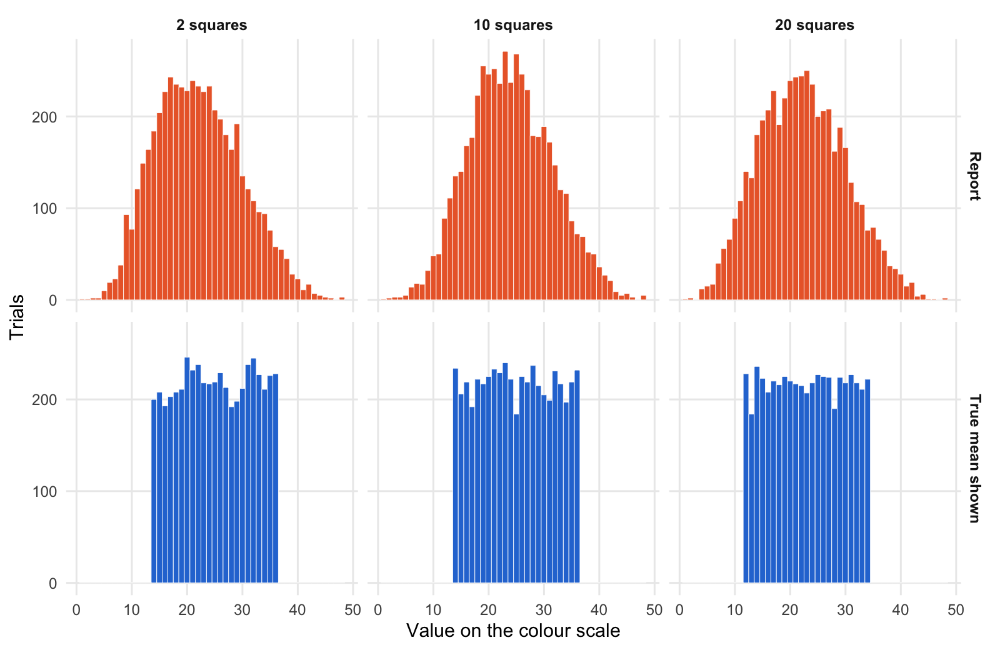 2 squares 10 squares 20 squares
200
100
0
Report
200
100
0
True mean shown
Trials
0 10 20 30 40 50 0 10 20 30 40 50 0 10 20 30 40 50
Value on the colour scale